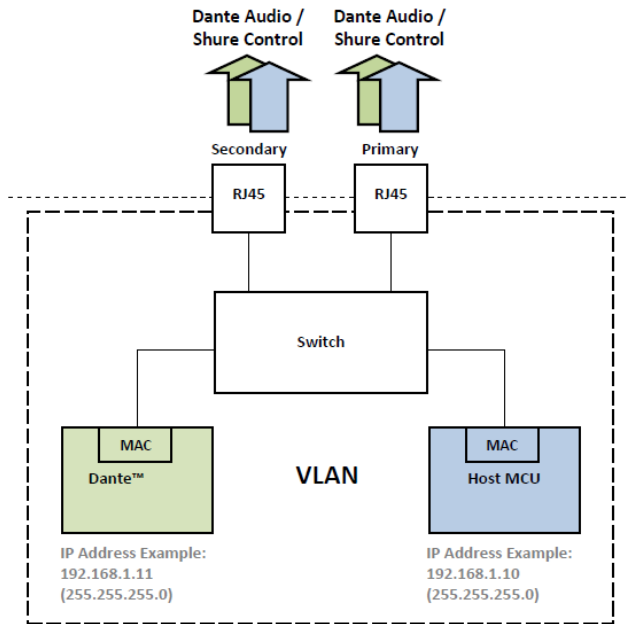 Dante Audio /
Shure Control
Dante Audio /
Shure Control
Secondary
Primary
RJ45
RJ45
Switch
MAC
Dante™
VLAN
MAC
Host MCU
IP Address Example:
192.168.1.11
(255.255.255.0)
IP Address Example:
192.168.1.10
(255.255.255.0)